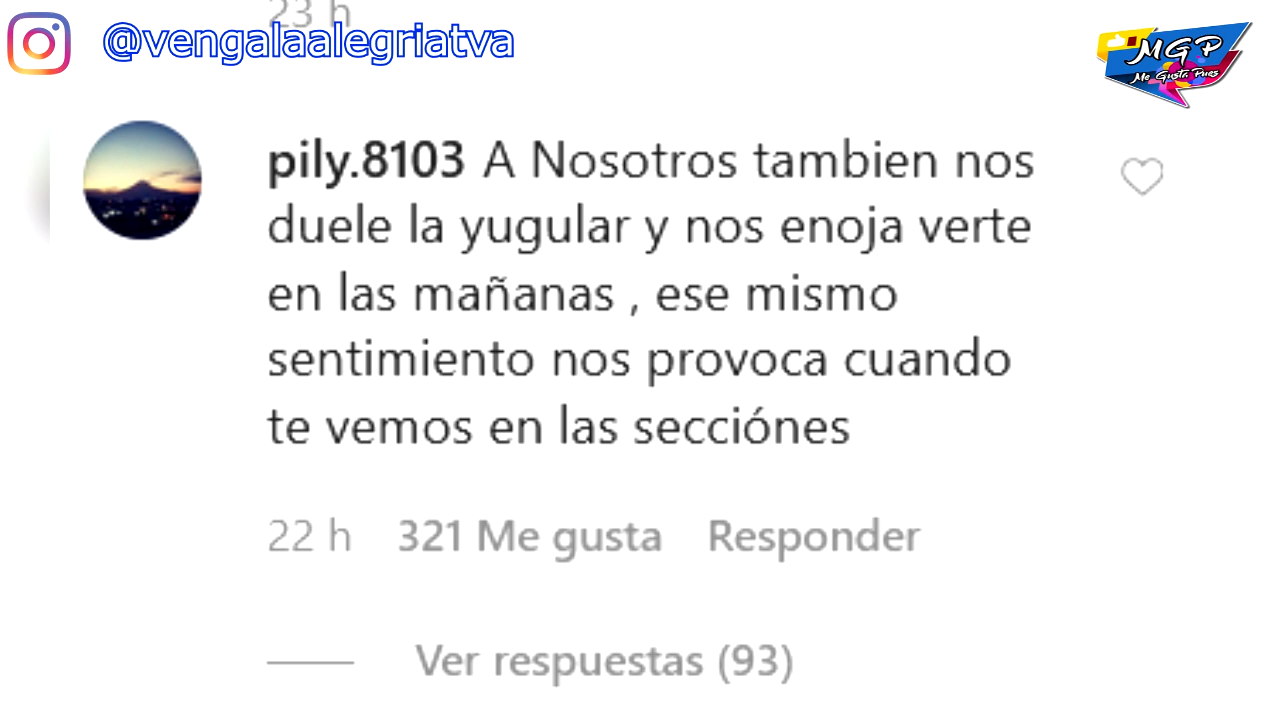 23 h
@vengalaalegriatva
MGP
Me Gusta Pues
pily.8103 A Nosotros tambien nos
duele la yugular y nos enoja verte
en las mañanas , ese mismo
sentimiento nos provoca cuando
te vemos en las secciónes
22 h 321 Me gusta Responder
Ver respuestas (93)